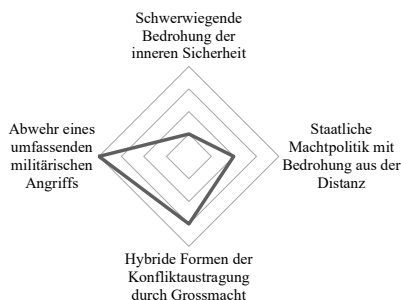 Schwerwiegende
Bedrohung der
inneren Sicherheit
Staatliche
Machtpolitik mit
Bedrohung aus der
Distanz
Hybride Formen der
Konfliktaustragung
durch Grossmacht
Abwehr eines
umfassenden
militärischen
Angriffs